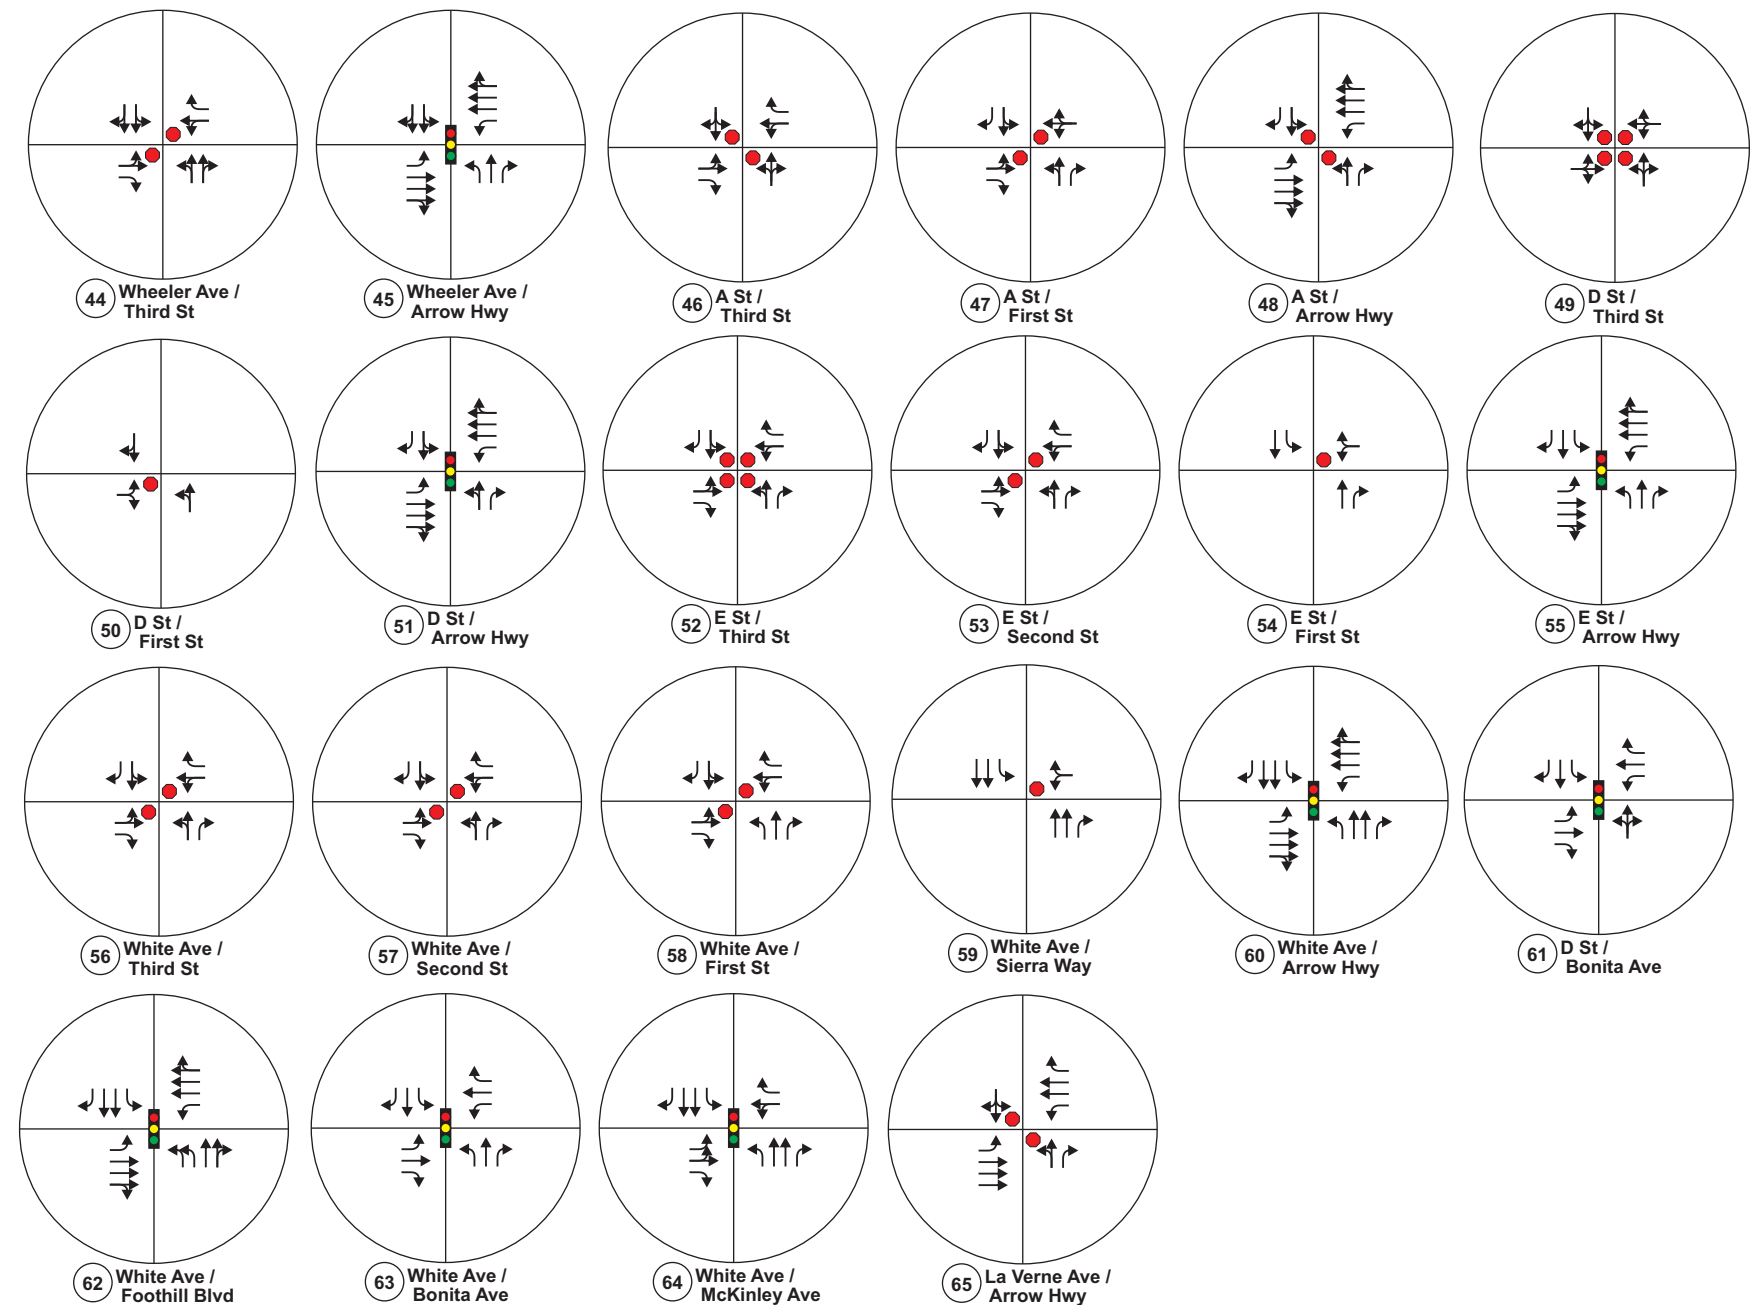 44 Wheeler Ave /
Third St
45 Wheeler Ave /
Arrow Hwy
46 A St /
Third St
47 A St /
First St
48 A St /
Arrow Hwy
49 D St /
Third St
50 D St /
First St
51 D St /
Arrow Hwy
52 E St /
Third St
53 E St /
Second St
54 E St /
First St
55 E St /
Arrow Hwy
56 White Ave /
Third St
57 White Ave /
Second St
58 White Ave /
First St
59 White Ave /
Sierra Way
60 White Ave /
Arrow Hwy
61 D St /
Bonita Ave
62 White Ave /
Foothill Blvd
63 White Ave /
Bonita Ave
64 White Ave /
McKinley Ave
65 La Verne Ave /
Arrow Hwy